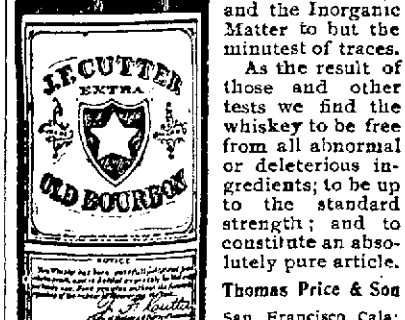 J.F. CUTTER
EXTRA
OLD BOURBON
NOTICE
and the Inorganic
Matter to but the
minutest of traces.
As the result of
those and other
tests we find the
whiskey to be free
from all abnormal
or deleterious in-
gredients; to be up
to the standard
strength; and to
constitute an abso-
lutely pure article.
Thomas Price & Son
San Francisco Cala: